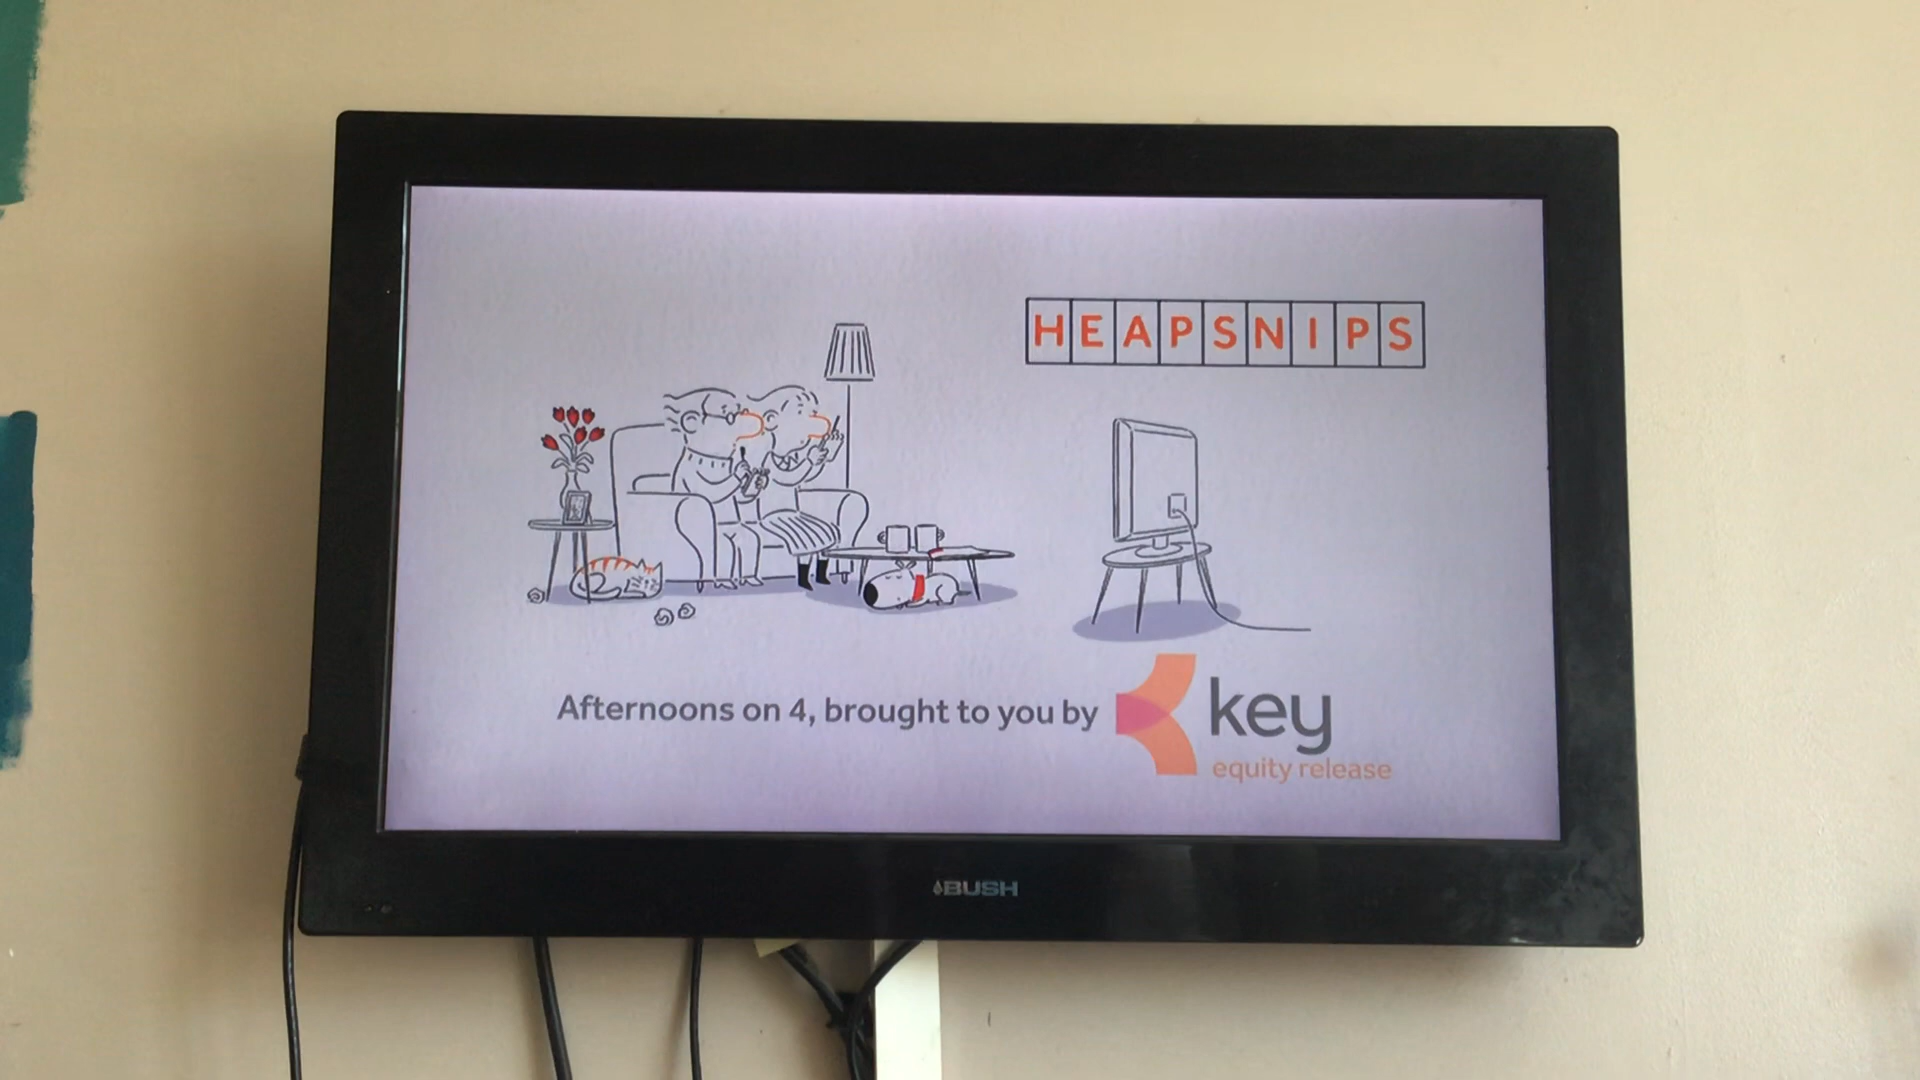 HEAPSNIPS
Afternoons on 4, brought to you by
key
equity release
BUSH